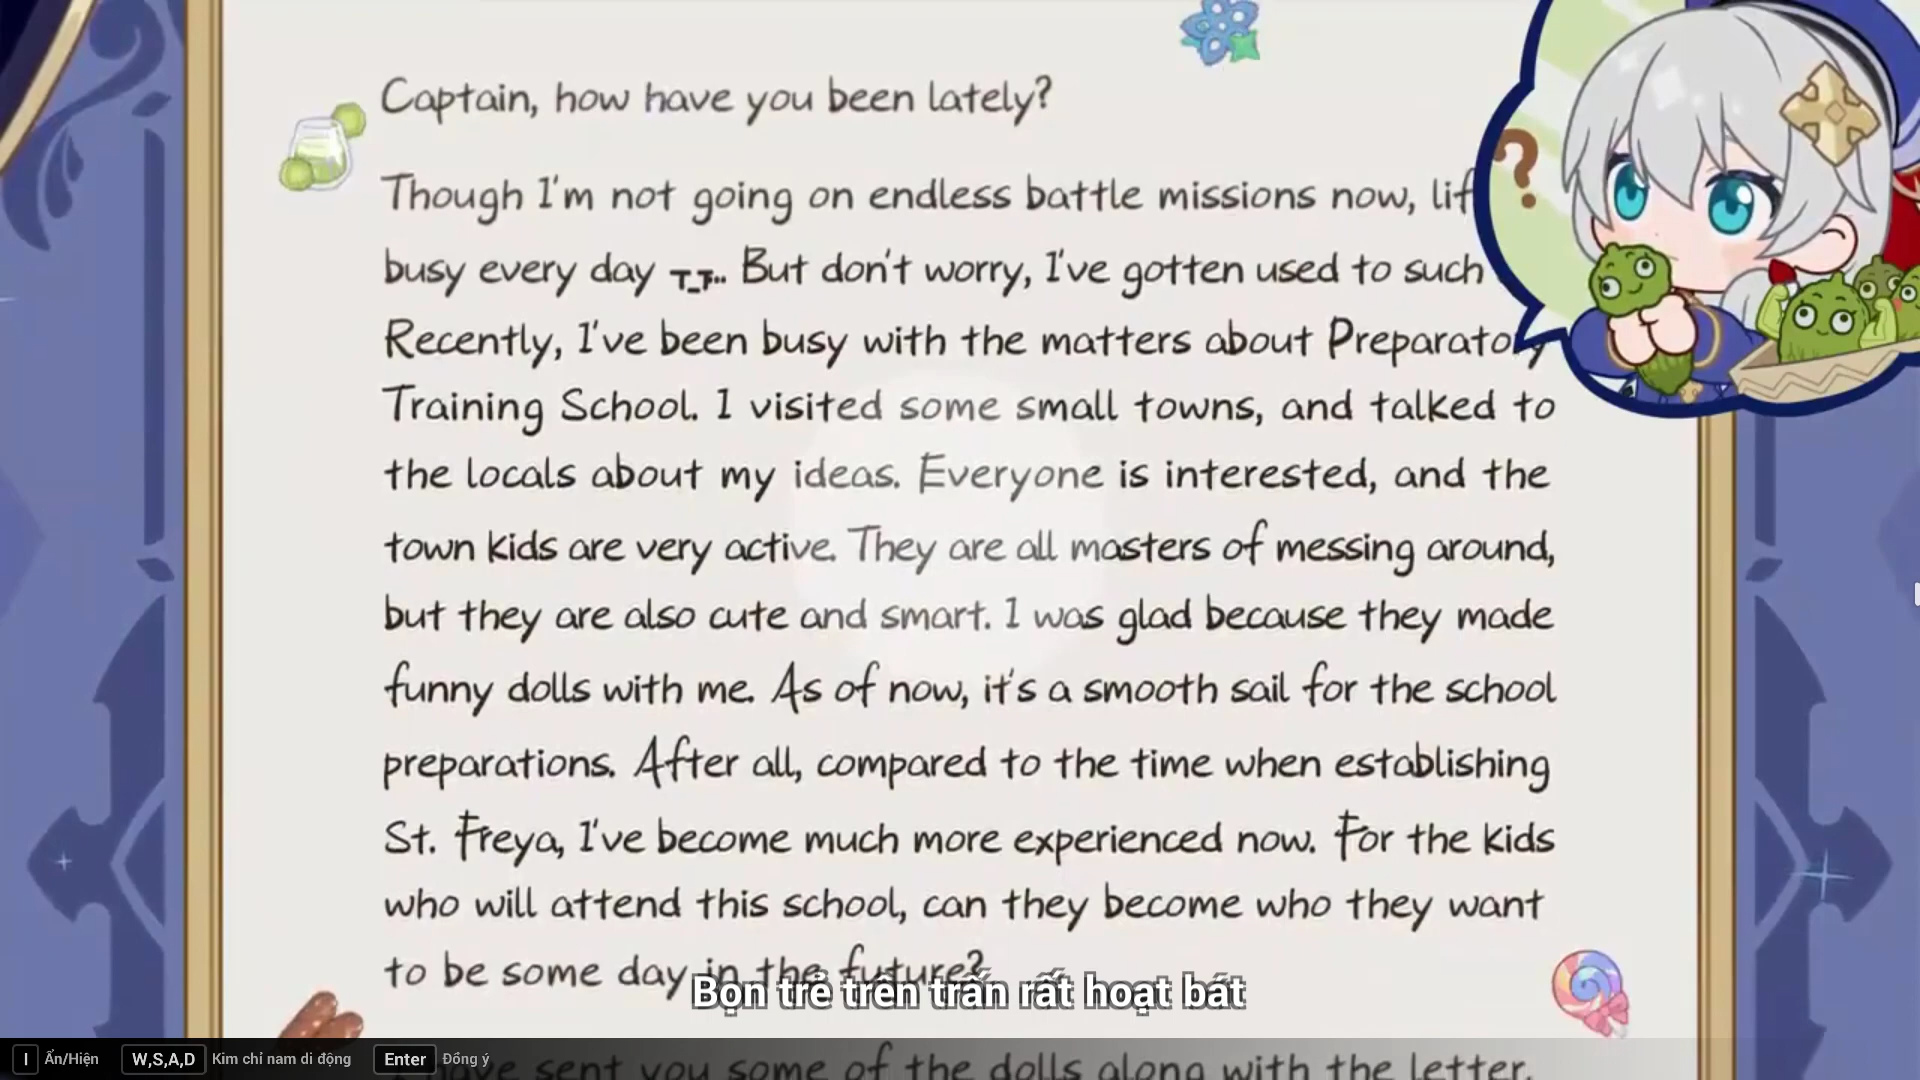 Captain, how have you been lately?
Though I'm not going on endless battle missions now,
busy every day T_T... But don't worry, I've gotten used to such
Recently, I've been busy with the matters about Preparatory
Training School. I visited some small towns, and talked to
the locals about my ideas. Everyone is interested, and the
town kids are very active. They are all masters of messing around,
but they are also cute and smart. I was glad because they made
funny dolls with me. As of now, it's a smooth sail for the school
preparations. After all, compared to the time when establishing
St. Freya, I've become much more experienced now. For the kids
who will attend this school, can they become who they want
to be some day in the future?
Bọn trẻ trên trấn rất hoạt bát
I have sent you some of the dolls along with the letter.
I Ẩn/Hiện W,S,A,D Kim chỉ nam di động Enter Đồng ý
?